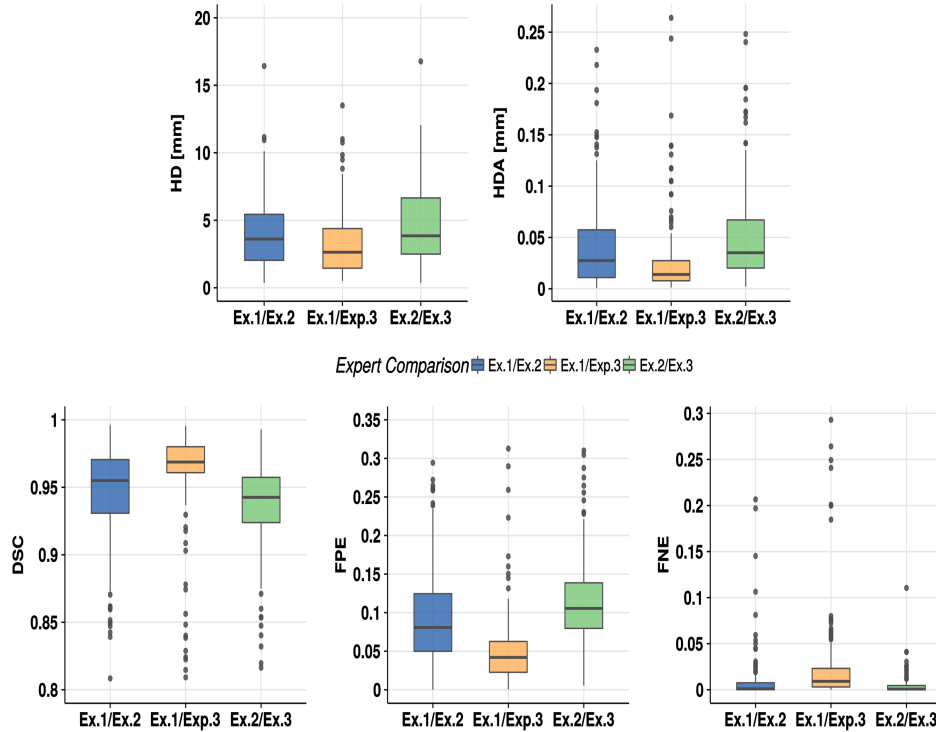 HD [mm]
20
15
10
5
0
Ex.1/Ex.2 Ex.1/Exp.3 Ex.2/Ex.3
HDA [mm]
0.25
0.2
0.15
0.1
0.05
0
Ex.1/Ex.2 Ex.1/Exp.3 Ex.2/Ex.3
Expert Comparison Ex.1/Ex.2 Ex.1/Exp.3 Ex.2/Ex.3
DSC
1
0.95
0.9
0.85
0.8
Ex.1/Ex.2 Ex.1/Exp.3 Ex.2/Ex.3
FPE
0.35
0.3
0.25
0.2
0.15
0.1
0.05
0
Ex.1/Ex.2 Ex.1/Exp.3 Ex.2/Ex.3
FNE
0.3
0.25
0.2
0.15
0.1
0.05
0
Ex.1/Ex.2 Ex.1/Exp.3 Ex.2/Ex.3